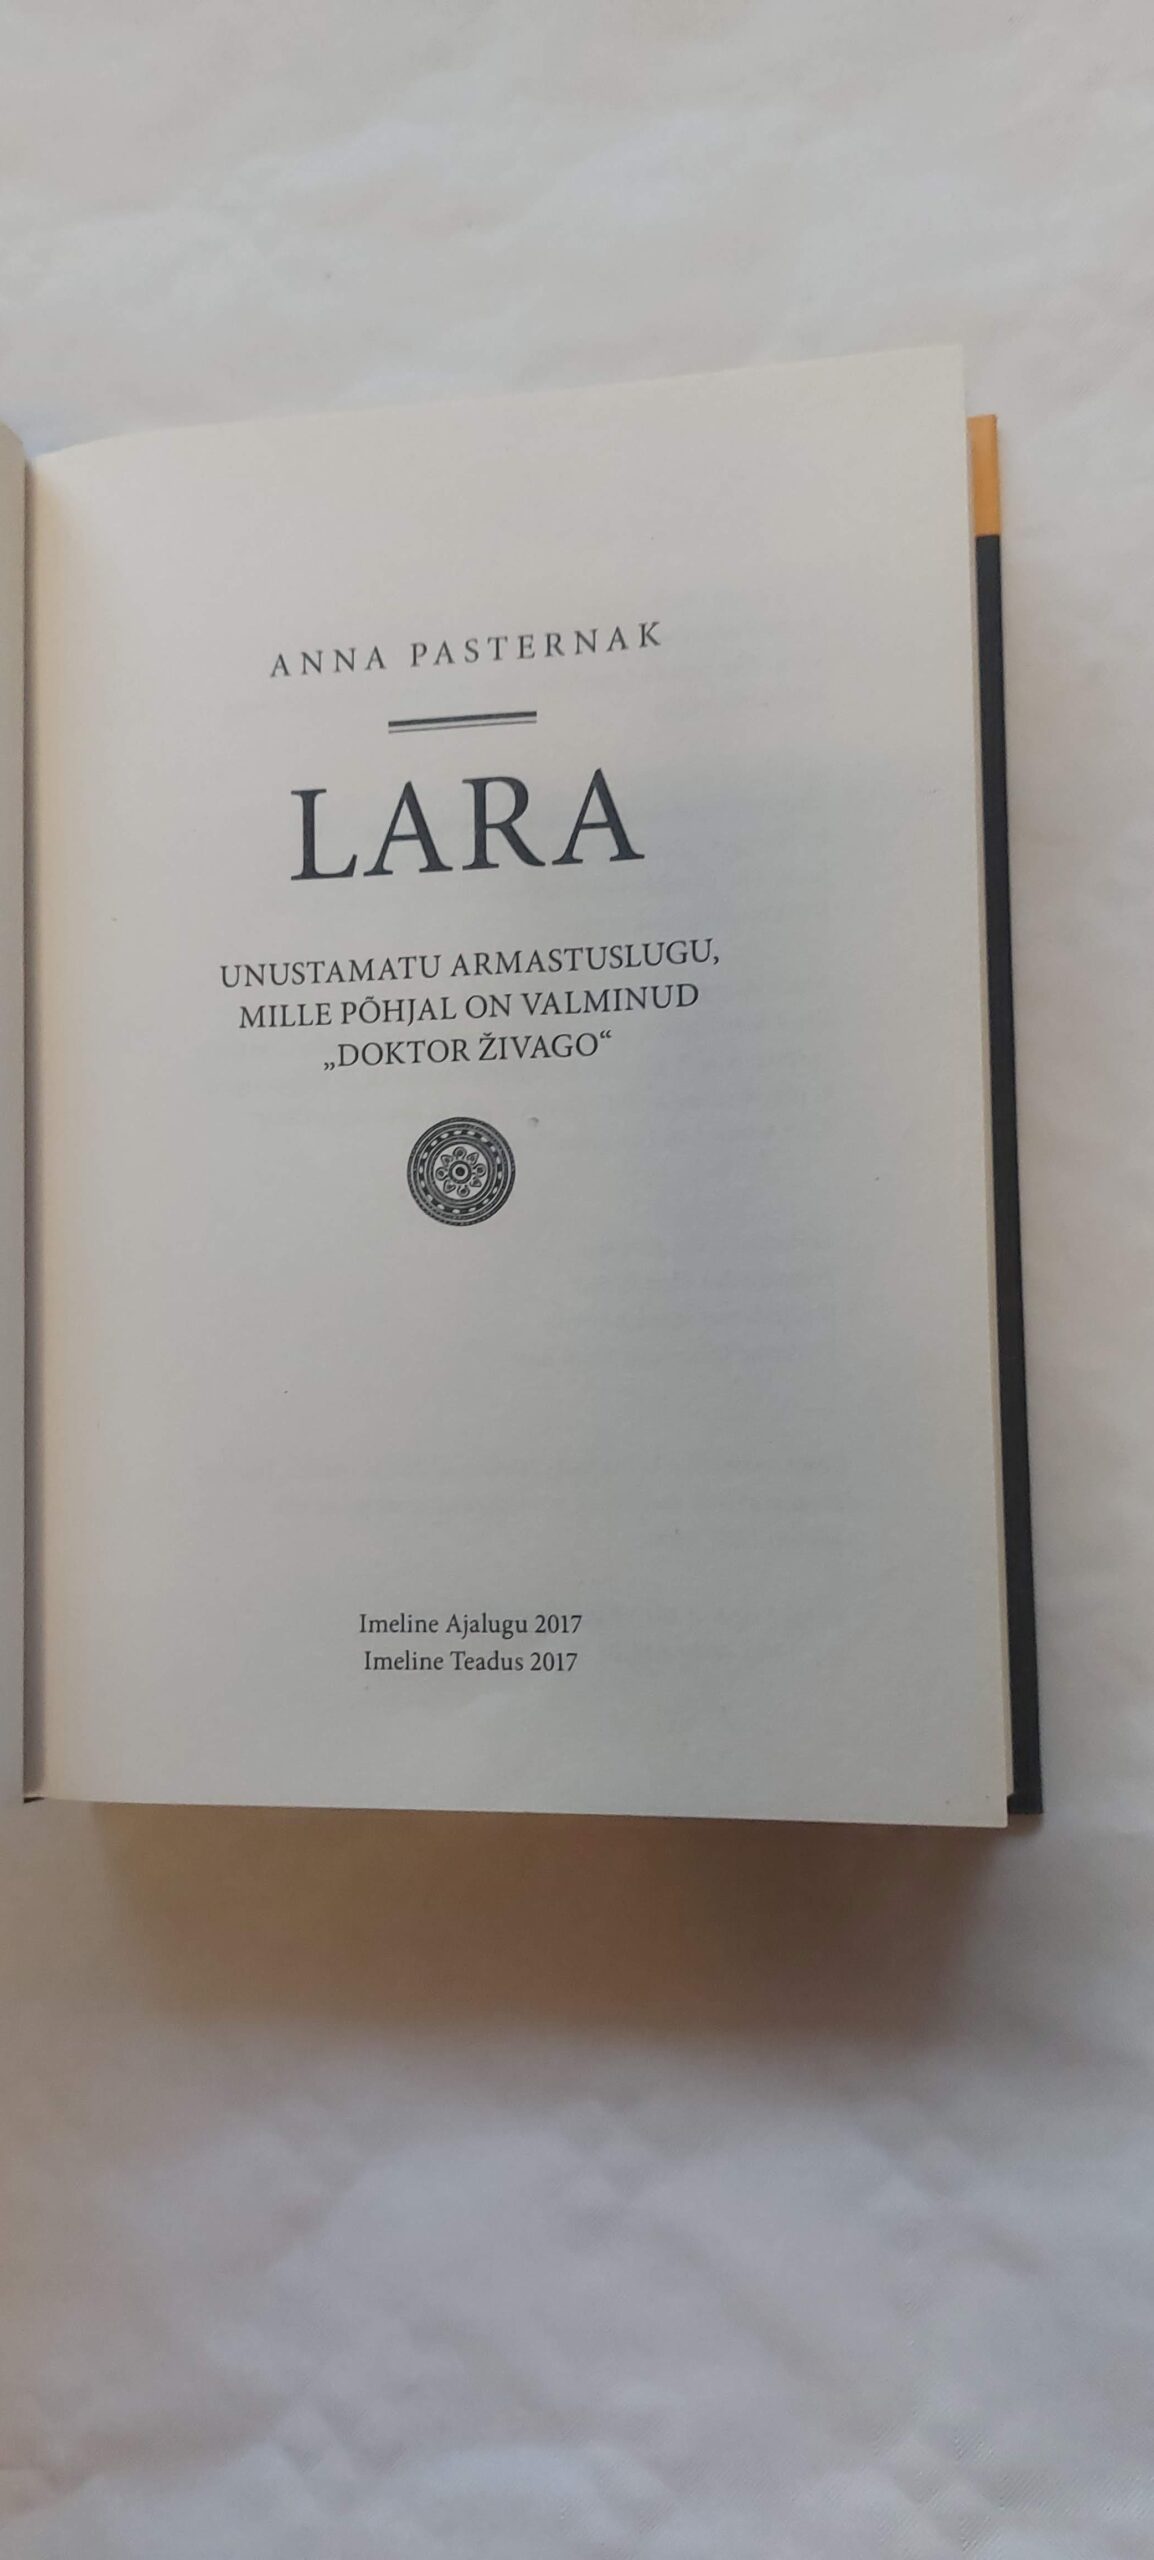 ANNA PASTERNAK
LARA
UNUSTAMATU ARMASTUSLUGU,
MILLE PÕHJAL ON VALMINUD
„DOKTOR ŽIVAGO“
Imeline Ajalugu 2017
Imeline Teadus 2017